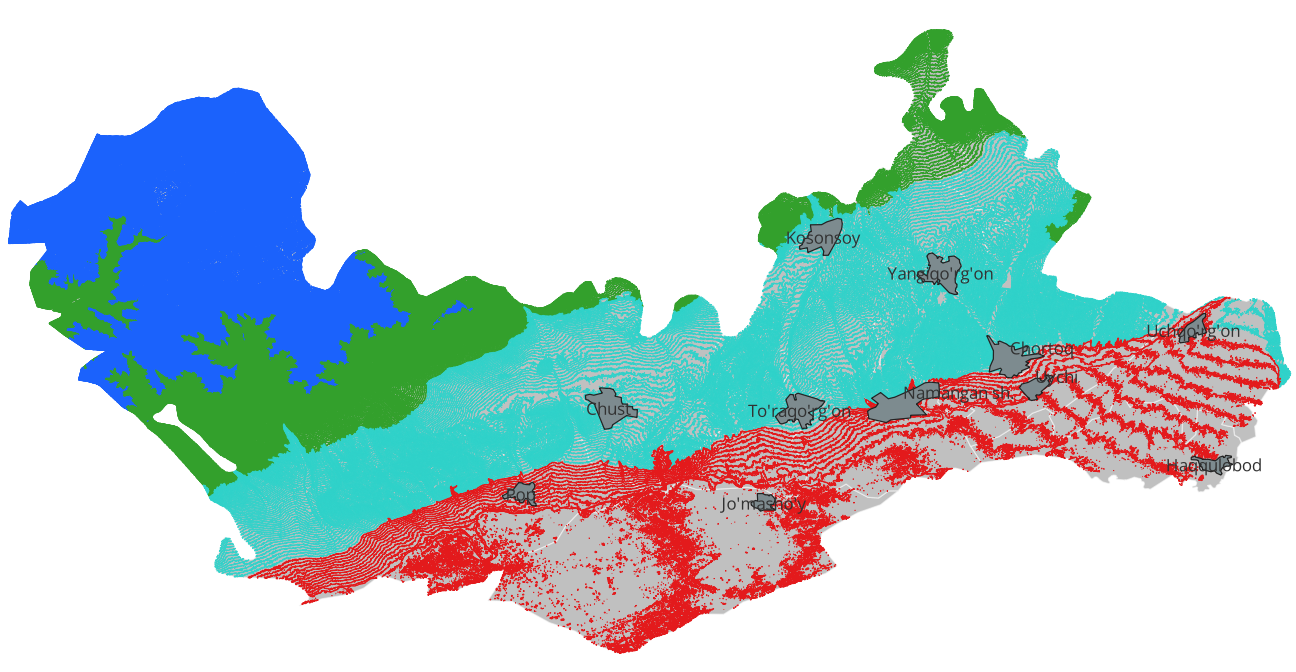 Kosonsoy
Yangiqo'rg'on
Uchqo'rg'on
Chortoq
Uychi
Namangan sh.
Chust
To'raqo'rg'on
Haqqulobod
Pop
Jo'masho'y